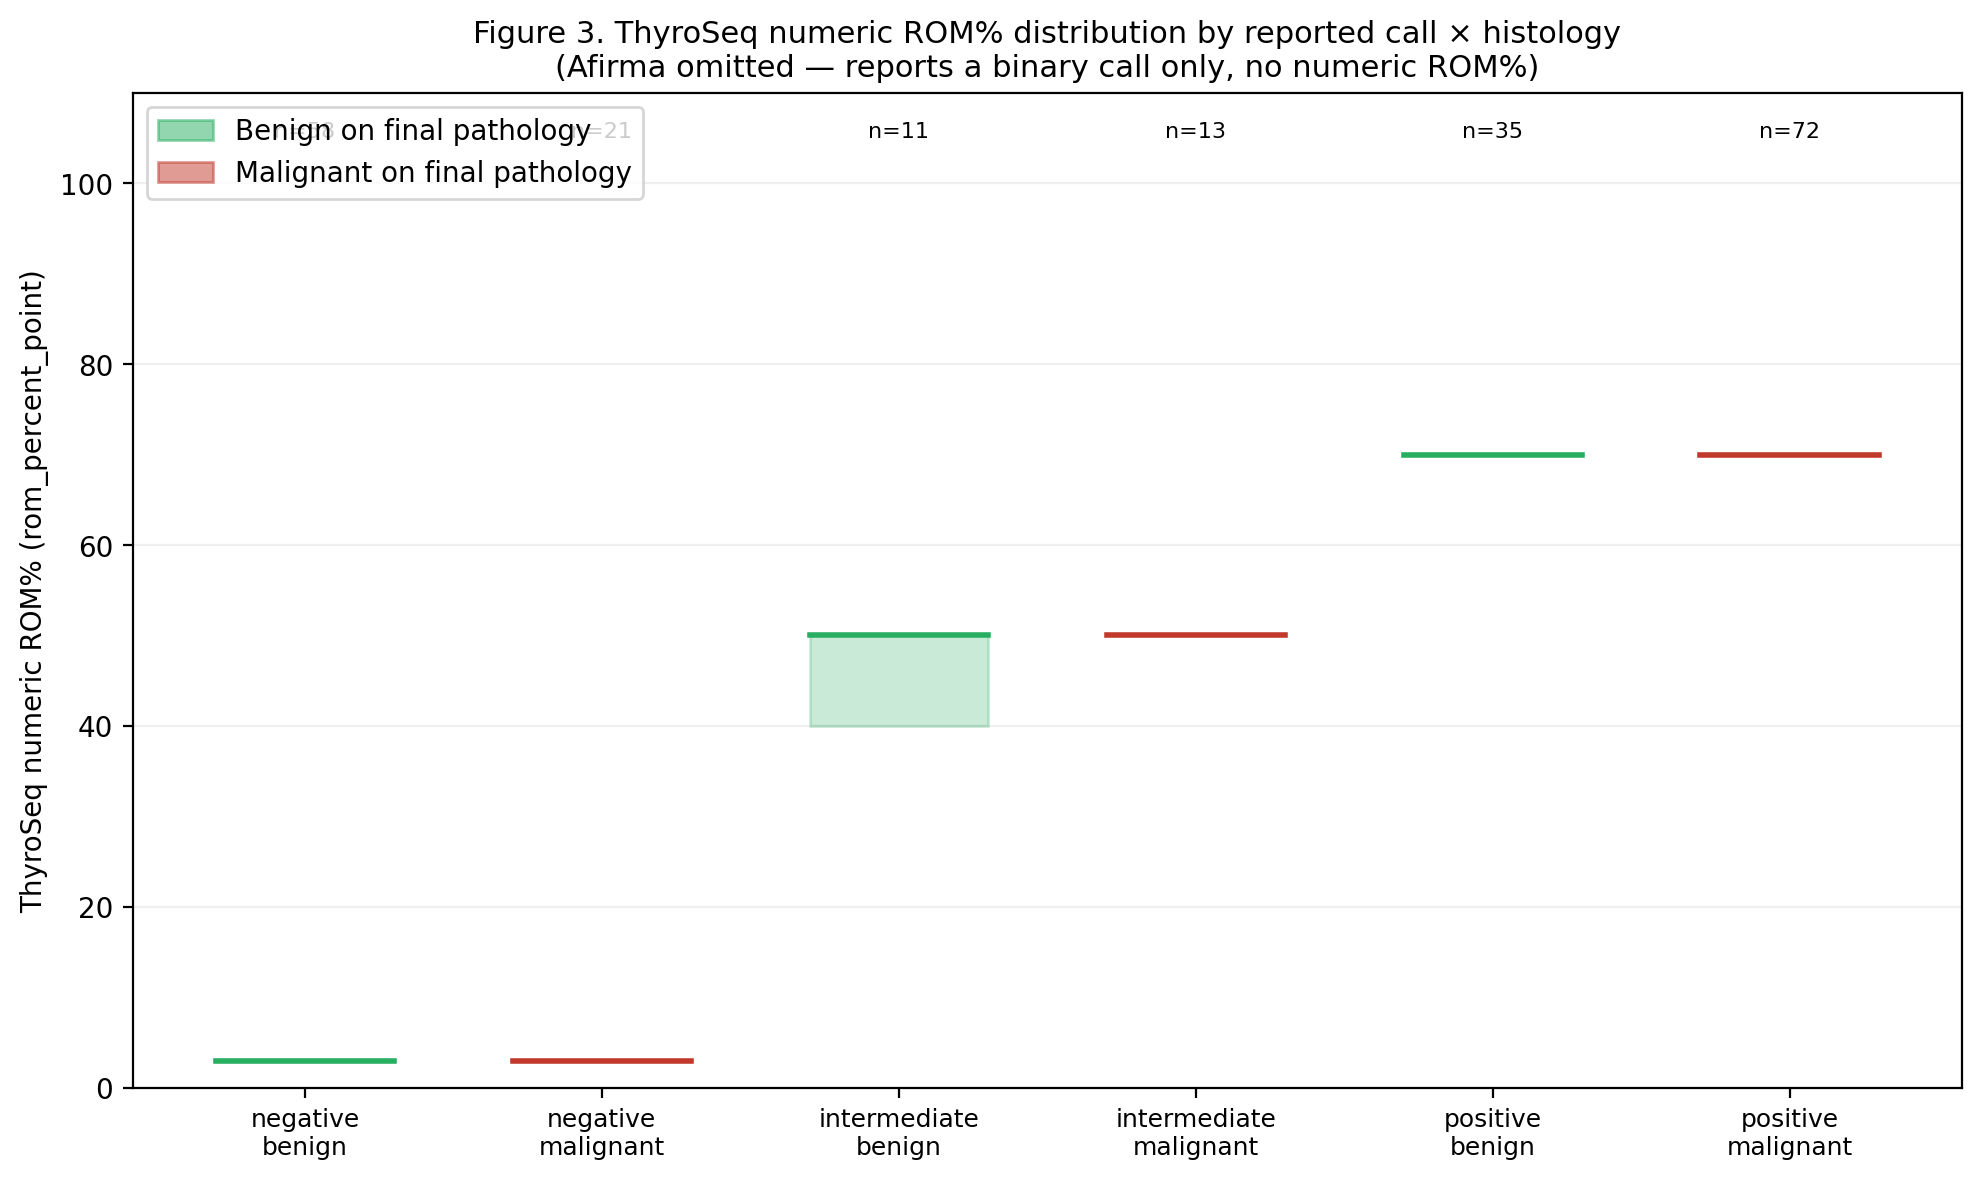 Figure 3. ThyroSeq numeric ROM% distribution by reported call × histology
(Afirma omitted — reports a binary call only, no numeric ROM%)
Benign on final pathology
Malignant on final pathology
n=21
n=11
n=13
n=35
n=72
ThyroSeq numeric ROM% (rom_percent_point)
100
80
60
40
20
0
negative
benign
negative
malignant
intermediate
benign
intermediate
malignant
positive
benign
positive
malignant